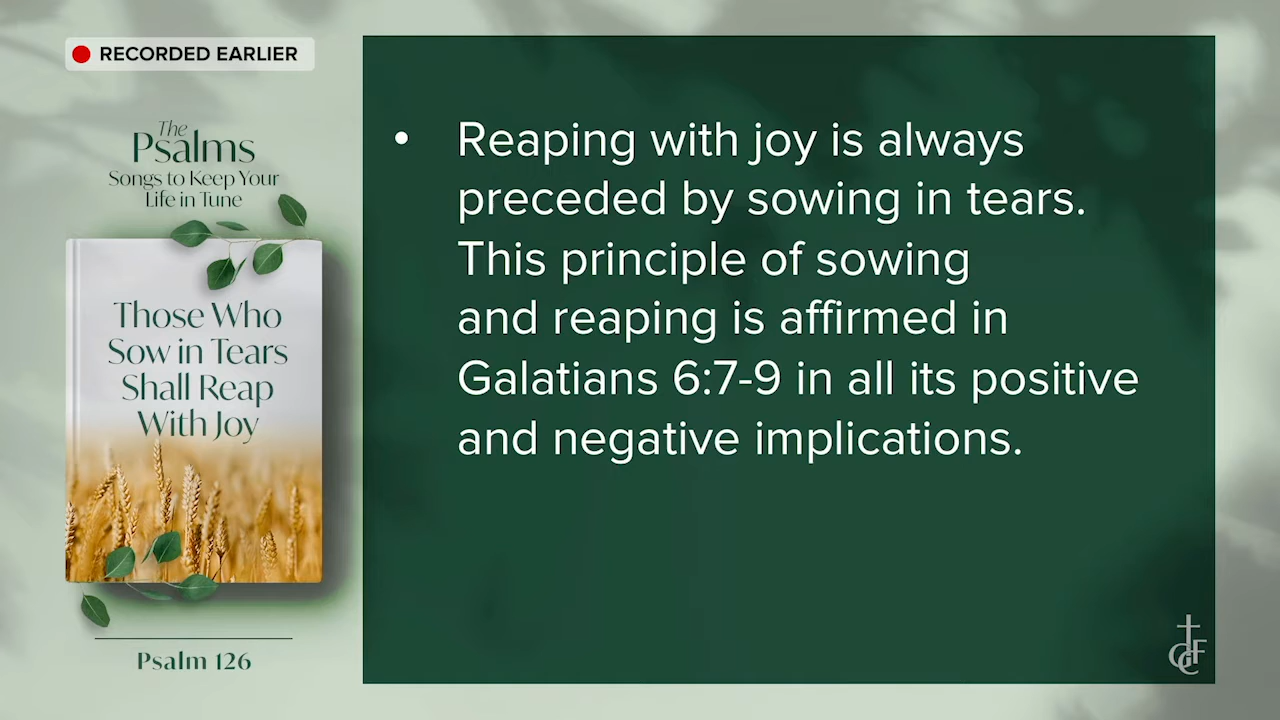 RECORDED EARLIER
The
Psalms
Songs to Keep Your
Life in Tune
Those Who
Sow in Tears
Shall Reap
With Joy
Psalm 126
• Reaping with joy is always
preceded by sowing in tears.
This principle of sowing
and reaping is affirmed in
Galatians 6:7-9 in all its positive
and negative implications.
GCF